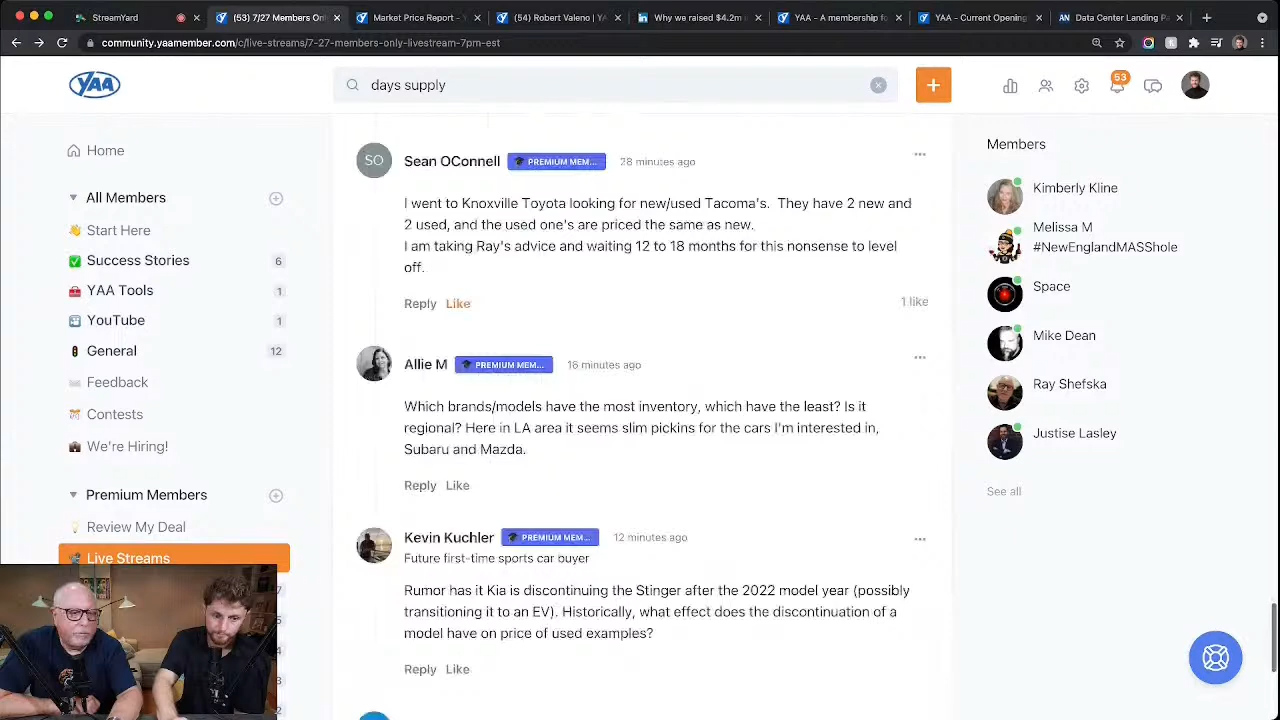 StreamYard
(53) 7/27 Members Onl
Market Price Report - Y
(54) Robert Valeno | YA
Why we raised $4.2m i
YAA - A membership fo
YAA - Current Opening
Data Center Landing P
community.yaamember.com/c/live-streams/7-27-members-only-livestream-7pm-est
YAA
days supply
53
Home
All Members
Start Here
Success Stories 6
YAA Tools 1
YouTube 1
General 12
Feedback
Contests
We're Hiring!
Premium Members
Review My Deal
Live Streams
SO
Sean OConnell PREMIUM MEM... 28 minutes ago
I went to Knoxville Toyota looking for new/used Tacoma's. They have 2 new and
2 used, and the used one's are priced the same as new.
I am taking Ray's advice and waiting 12 to 18 months for this nonsense to level
off.
Reply Like 1 like
Allie M PREMIUM MEM... 16 minutes ago
Which brands/models have the most inventory, which have the least? Is it
regional? Here in LA area it seems slim pickins for the cars I'm interested in,
Subaru and Mazda.
Reply Like
Kevin Kuchler PREMIUM MEM... 12 minutes ago
Future first-time sports car buyer
Rumor has it Kia is discontinuing the Stinger after the 2022 model year (possibly
transitioning it to an EV). Historically, what effect does the discontinuation of a
model have on price of used examples?
Reply Like
Members
Kimberly Kline
Melissa M
#NewEnglandMASShole
Space
Mike Dean
Ray Shefska
Justise Lasley
See all